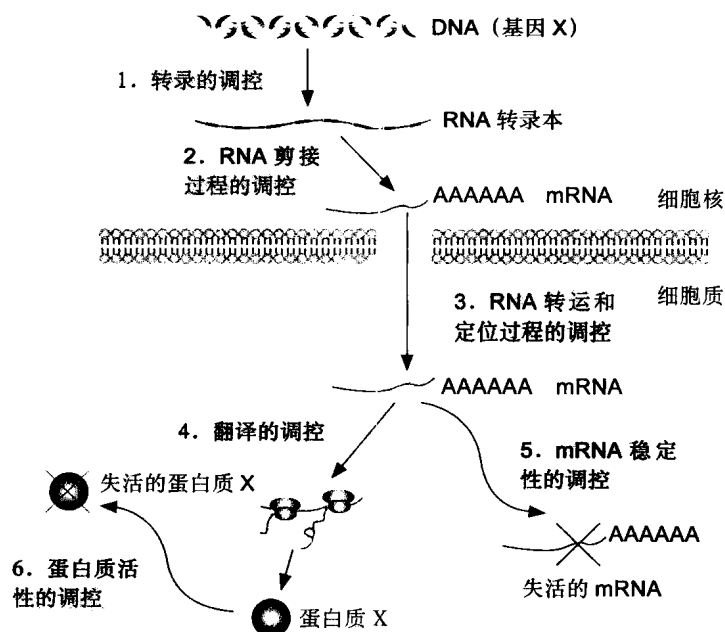 DNA（基因 X）
1．转录的调控
RNA 转录本
2．RNA 剪接
过程的调控
AAAAAA mRNA
细胞核
细胞质
3．RNA 转运和
定位过程的调控
AAAAAA mRNA
4．翻译的调控
5．mRNA 稳定
性的调控
失活的蛋白质 X
AAAAAA
失活的 mRNA
6．蛋白质活
性的调控
蛋白质 X